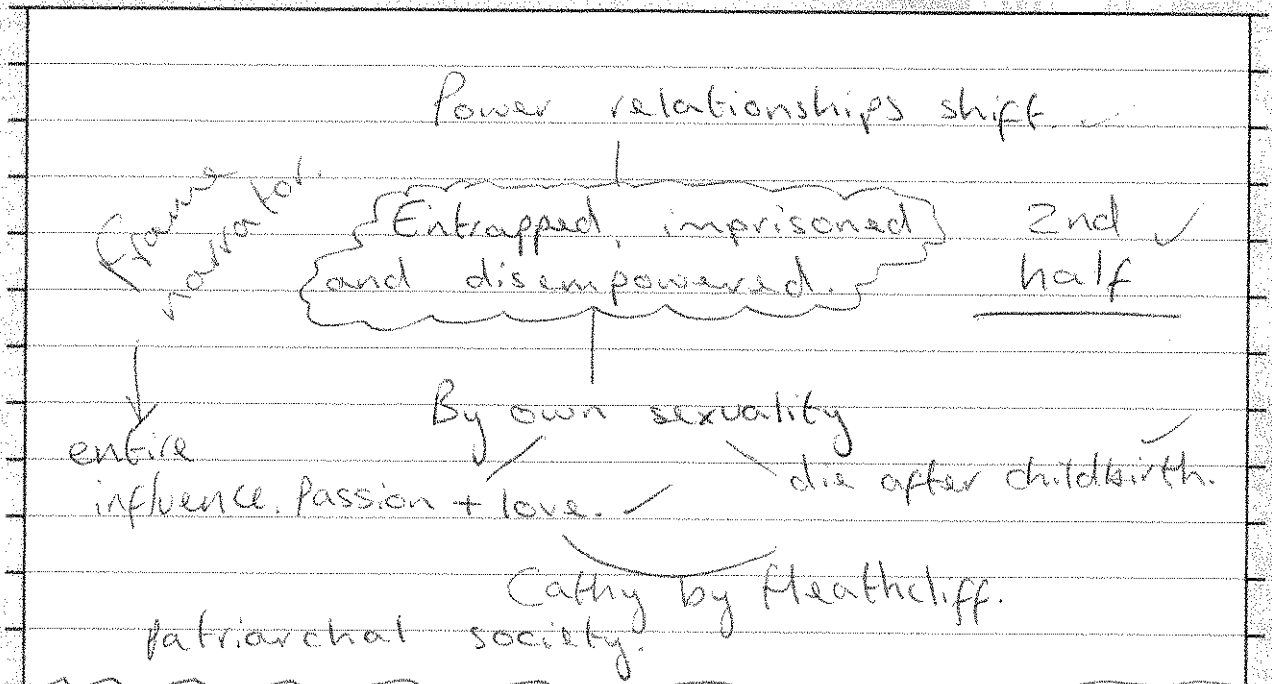 Power relationships shift.
frame
narrator.
Entrapped, imprisoned
and disempowered.
2nd
half
By own sexuality
entire
influence.
Passion + love.
die after childbirth.
Cathy by Heathcliff.
patriarchal society.